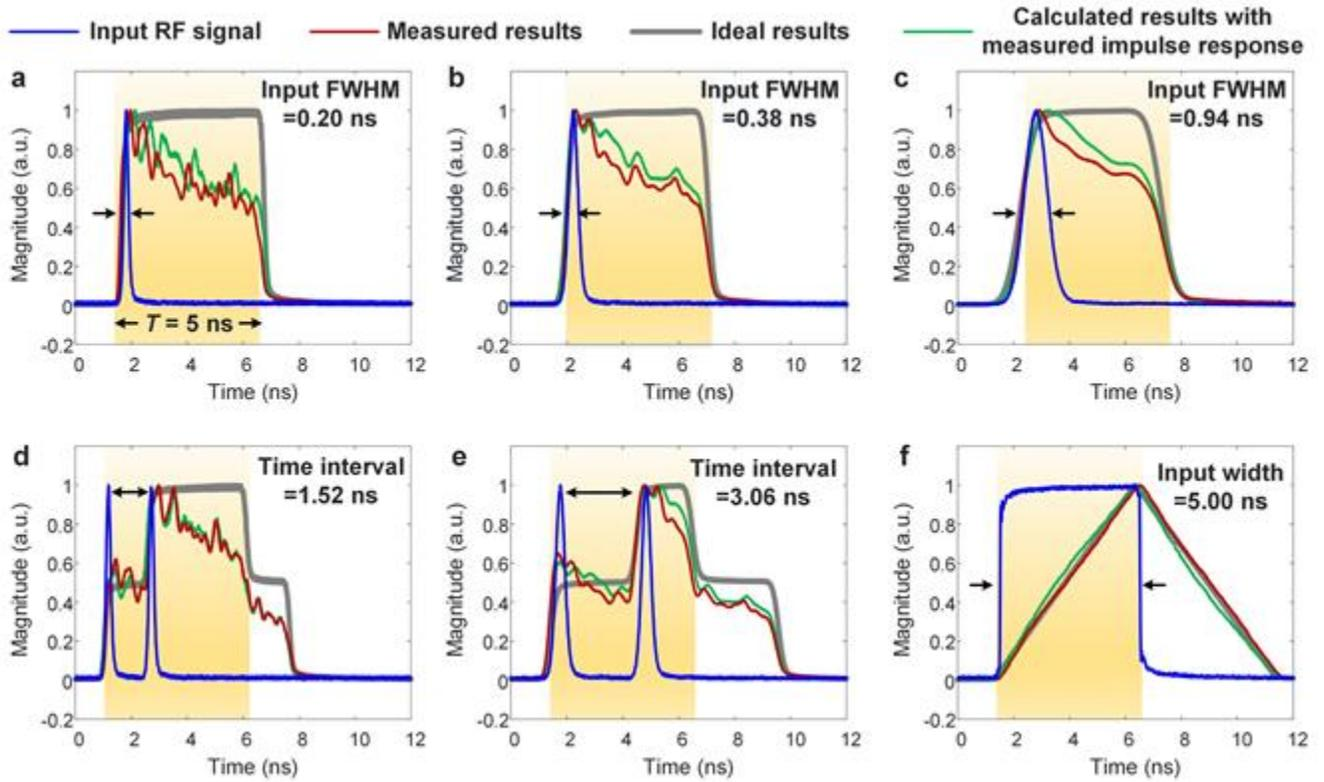 Input RF signal
Measured results
Ideal results
Calculated results with
measured impulse response
a
Input FWHM
=0.20 ns
Magnitude (a.u.)
1
0.8
0.6
0.4
0.2
0
-0.2
T = 5 ns
0 2 4 6 8 10 12
Time (ns)
b
Input FWHM
=0.38 ns
Magnitude (a.u.)
1
0.8
0.6
0.4
0.2
0
-0.2
0 2 4 6 8 10 12
Time (ns)
c
Input FWHM
=0.94 ns
Magnitude (a.u.)
1
0.8
0.6
0.4
0.2
0
-0.2
0 2 4 6 8 10 12
Time (ns)
d
Time interval
=1.52 ns
Magnitude (a.u.)
1
0.8
0.6
0.4
0.2
0
-0.2
0 2 4 6 8 10 12
Time (ns)
e
Time interval
=3.06 ns
Magnitude (a.u.)
1
0.8
0.6
0.4
0.2
0
-0.2
0 2 4 6 8 10 12
Time (ns)
f
Input width
=5.00 ns
Magnitude (a.u.)
1
0.8
0.6
0.4
0.2
0
-0.2
0 2 4 6 8 10 12
Time (ns)